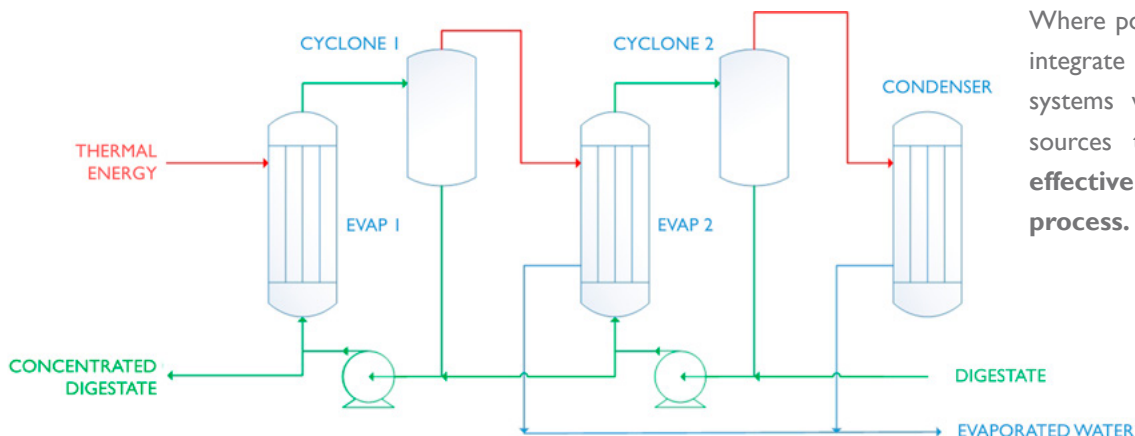 CYCLONE 1
CYCLONE 2
CONDENSER
THERMAL
ENERGY
EVAP 1
EVAP 2
CONCENTRATED
DIGESTATE
DIGESTATE
EVAPORATED WATER
Where
integrate
systems
sources
effective
process.